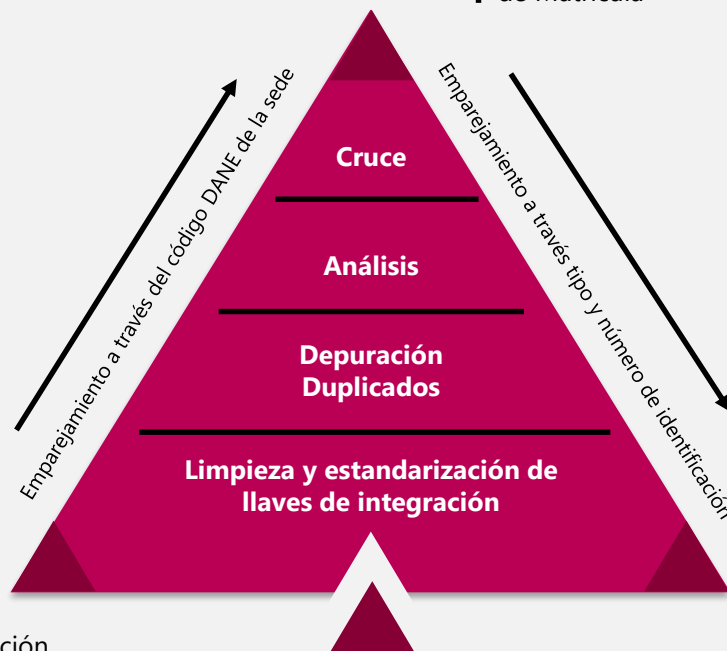 de matrícula
Emparejamiento a través del código DANE de la sede
Emparejamiento a través tipo y número de identificación
Cruce
Análisis
Depuración
Duplicados
Limpieza y estandarización de
llaves de integración
ción